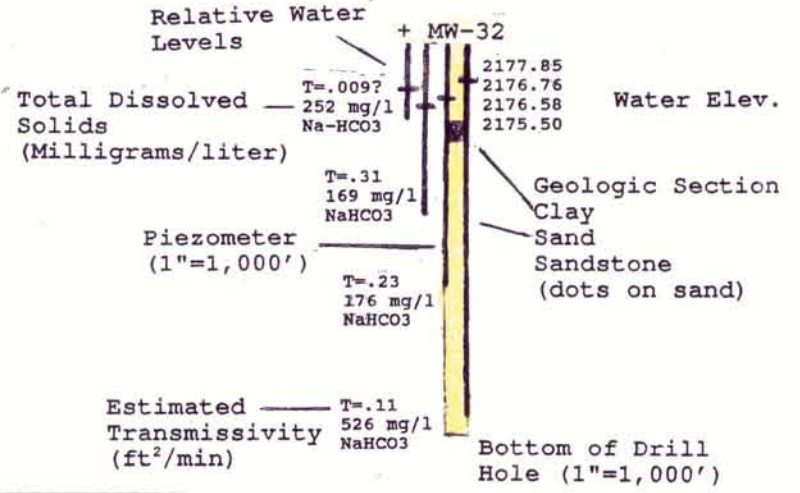 Relative Water
Levels
+ MW-32
2177.85
2176.76
2176.58
2175.50
Water Elev.
T=.009?
252 mg/l
Na-HCO3
Total Dissolved
Solids
(Milligrams/liter)
T=.31
169 mg/l
NaHCO3
Geologic Section
Clay
Sand
Sandstone
(dots on sand)
Piezometer
(1"=1,000')
T=.23
176 mg/l
NaHCO3
Estimated
Transmissivity
(ft²/min)
T=.11
526 mg/l
NaHCO3
Bottom of Drill
Hole (1"=1,000')